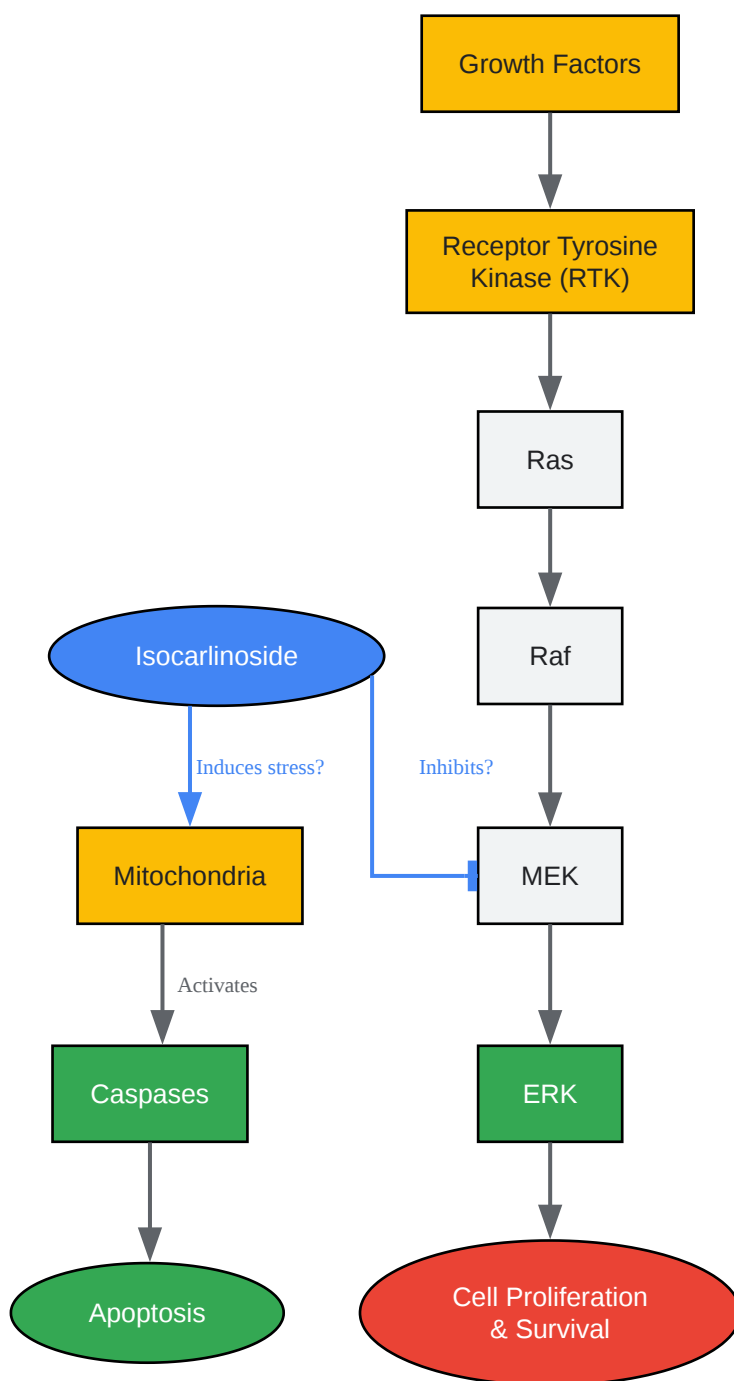 Growth Factors
Receptor Tyrosine
Kinase (RTK)
Ras
Isocarlinoside
Raf
Induces stress?
Inhibits?
Mitochondria
MEK
Activates
Caspases
ERK
Apoptosis
Cell Proliferation
& Survival